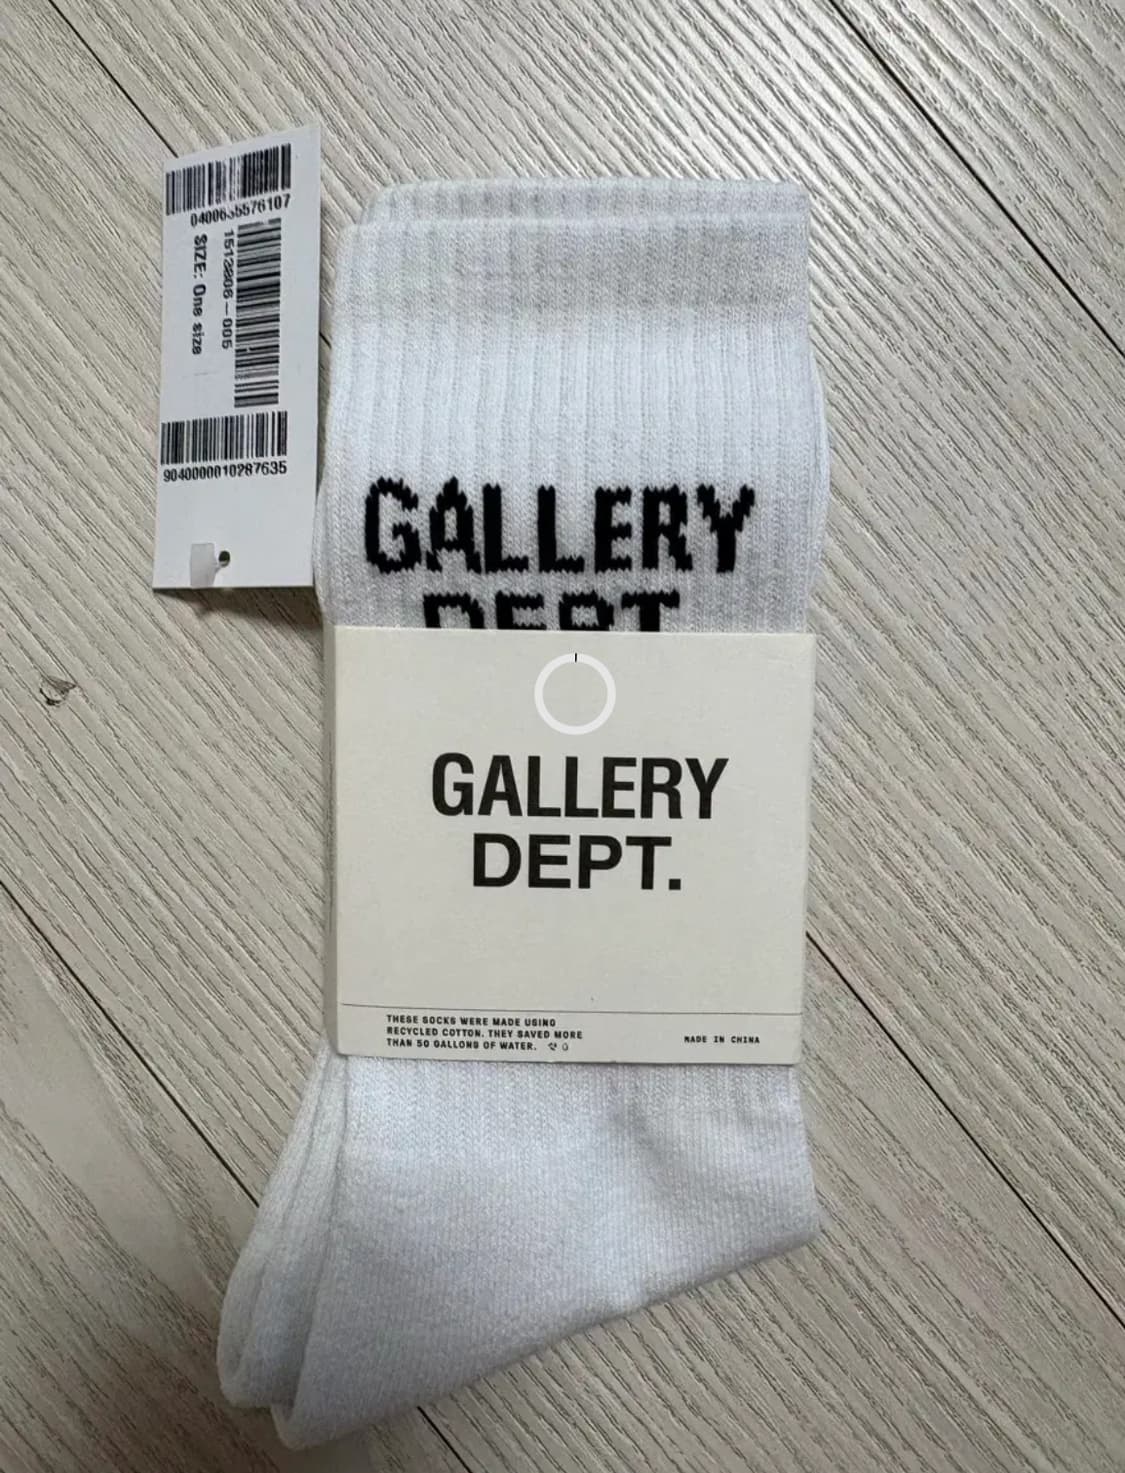 0400635576107
1513806-005
SIZE: One size
9040000010287635
GALLERY
DEPT
GALLERY
DEPT.
THESE SOCKS WERE MADE USING
RECYCLED COTTON. THEY SAVED MORE
THAN 50 GALLONS OF WATER.
MADE IN CHINA